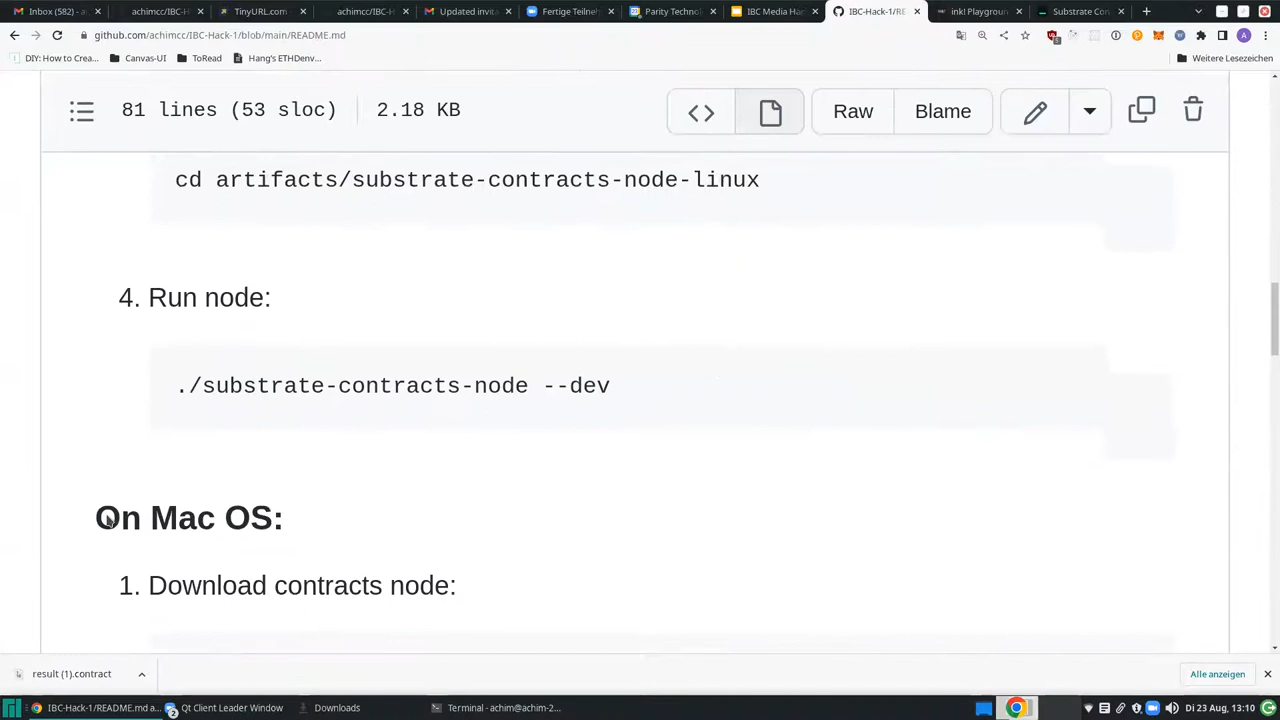 Inbox (582) - a
achimcc/IBC-H
TinyURL.com
achimcc/IBC-H
Updated invita
Fertige Teilneh
Parity Technol
IBC Media Han
IBC-Hack-1/RE
ink! Playgroun
Substrate Con
github.com/achimcc/IBC-Hack-1/blob/main/README.md
DIY: How to Crea...
Canvas-UI
ToRead
Hang's ETHDenv...
Weitere Lesezeichen
81 lines (53 sloc)
2.18 KB
Raw
Blame
cd artifacts/substrate-contracts-node-linux
4. Run node:
./substrate-contracts-node --dev
On Mac OS:
1. Download contracts node:
result (1).contract
Alle anzeigen
IBC-Hack-1/README.md a...
Qt Client Leader Window
Downloads
Terminal - achim@achim-2...
Di 23 Aug, 13:10